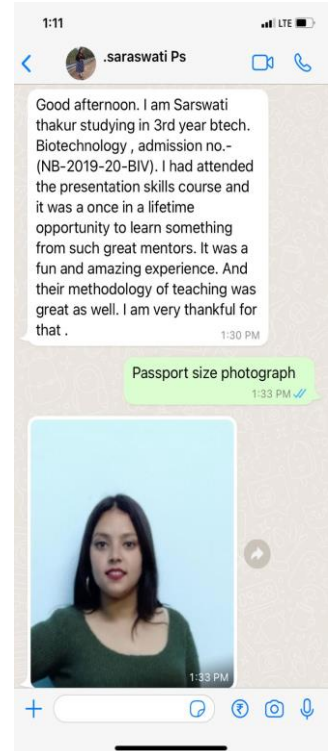 1:11
LTE
.saraswati Ps
Good afternoon. I am Sarswati
thakur studying in 3rd year btech.
Biotechnology , admission no.-
(NB-2019-20-BIV). I had attended
the presentation skills course and
it was a once in a lifetime
opportunity to learn something
from such great mentors. It was a
fun and amazing experience. And
their methodology of teaching was
great as well. I am very thankful for
that .
1:30 PM
Passport size photograph
1:33 PM
1:33 PM
₹